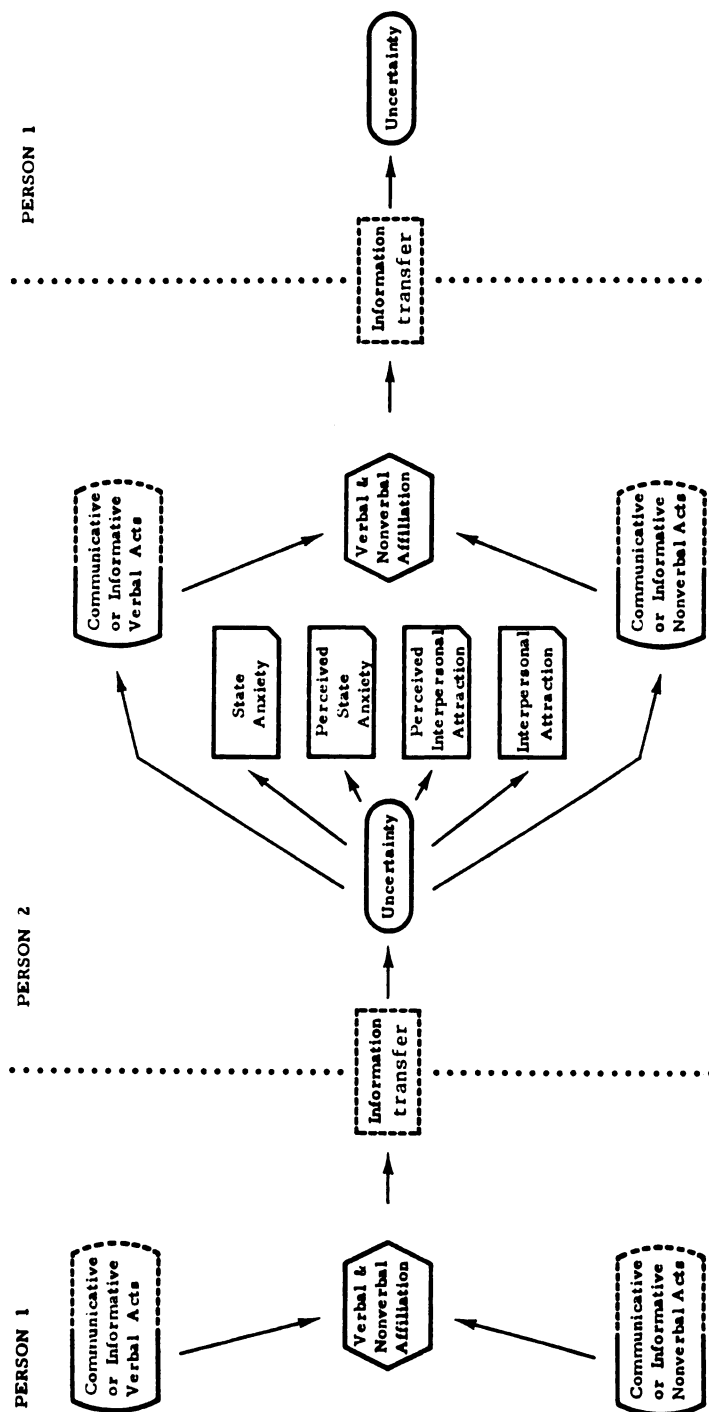 PERSON 1
Communicative
or Informative
Verbal Acts
Verbal &
Nonverbal
Affiliation
Communicative
or Informative
Nonverbal Acts
Information
transfer
PERSON 2
Uncertainty
Communicative
or Informative
Verbal Acts
State
Anxiety
Perceived
State
Anxiety
Perceived
Interpersonal
Attraction
Interpersonal
Attraction
Communicative
or Informative
Nonverbal Acts
Verbal &
Nonverbal
Affiliation
Information
transfer
PERSON 1
Uncertainty